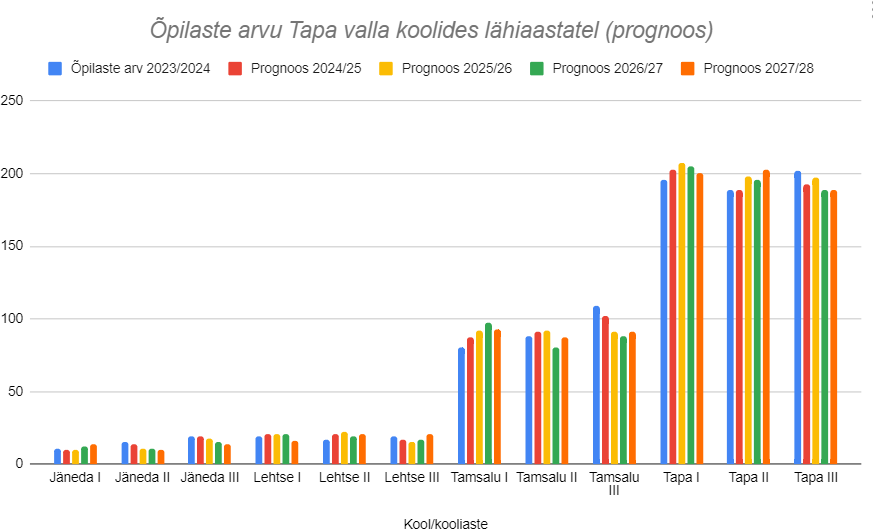 Õpilaste arvu Tapa valla koolides lähiaastatel (prognoos)
Õpilaste arv 2023/2024 Prognoos 2024/25 Prognoos 2025/26 Prognoos 2026/27 Prognoos 2027/28
250
200
150
100
50
0
Jäneda I Jäneda II Jäneda III Lehtse I Lehtse II Lehtse III Tamsalu I Tamsalu II Tamsalu III Tapa I Tapa II Tapa III
Kool/kooliaste